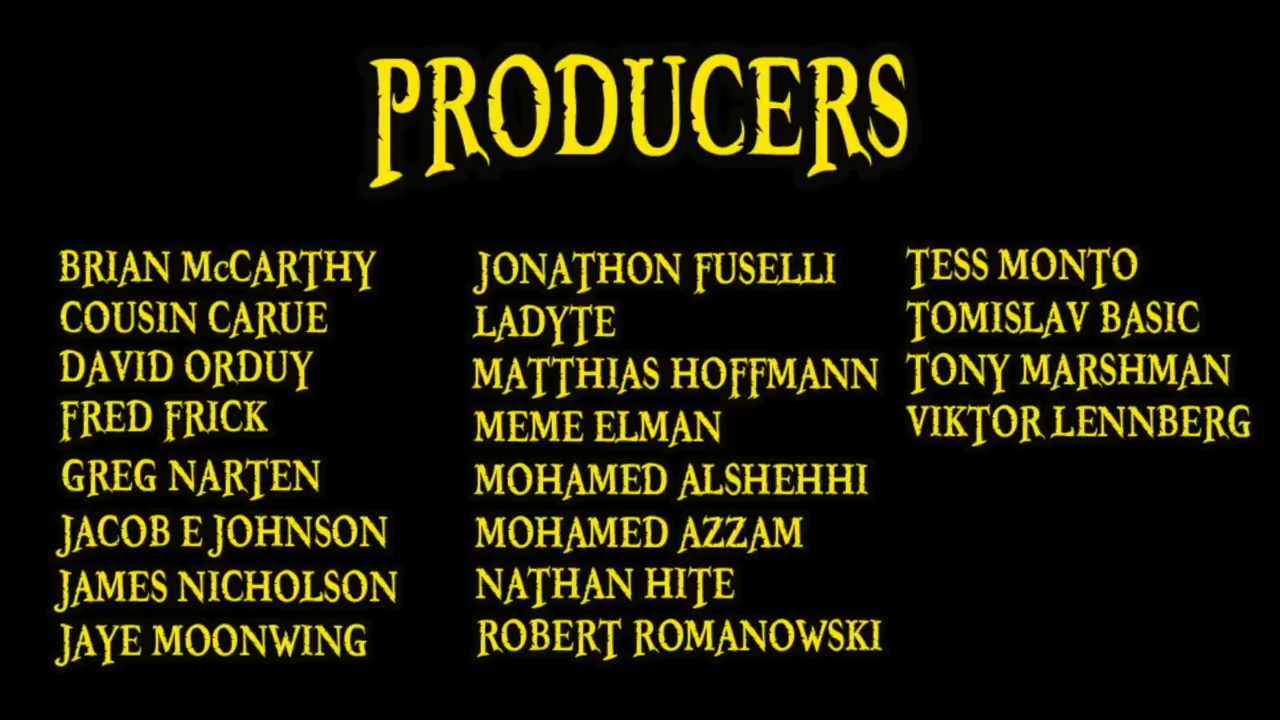 PRODUCERS
BRIAN McCARTHY
COUSIN CARUE
DAVID ORDUY
FRED FRICK
GREG NARTEN
JACOB E JOHNSON
JAMES NICHOLSON
JAYE MOONWING
JONATHON FUSELLI
LADYTE
MATTHIAS HOFFMANN
MEME ELMAN
MOHAMED ALSHEHHI
MOHAMED AZZAM
NATHAN HITE
ROBERT ROMANOWSKI
TESS MONTO
TOMISLAV BASIC
TONY MARSHMAN
VIKTOR LENNBERG